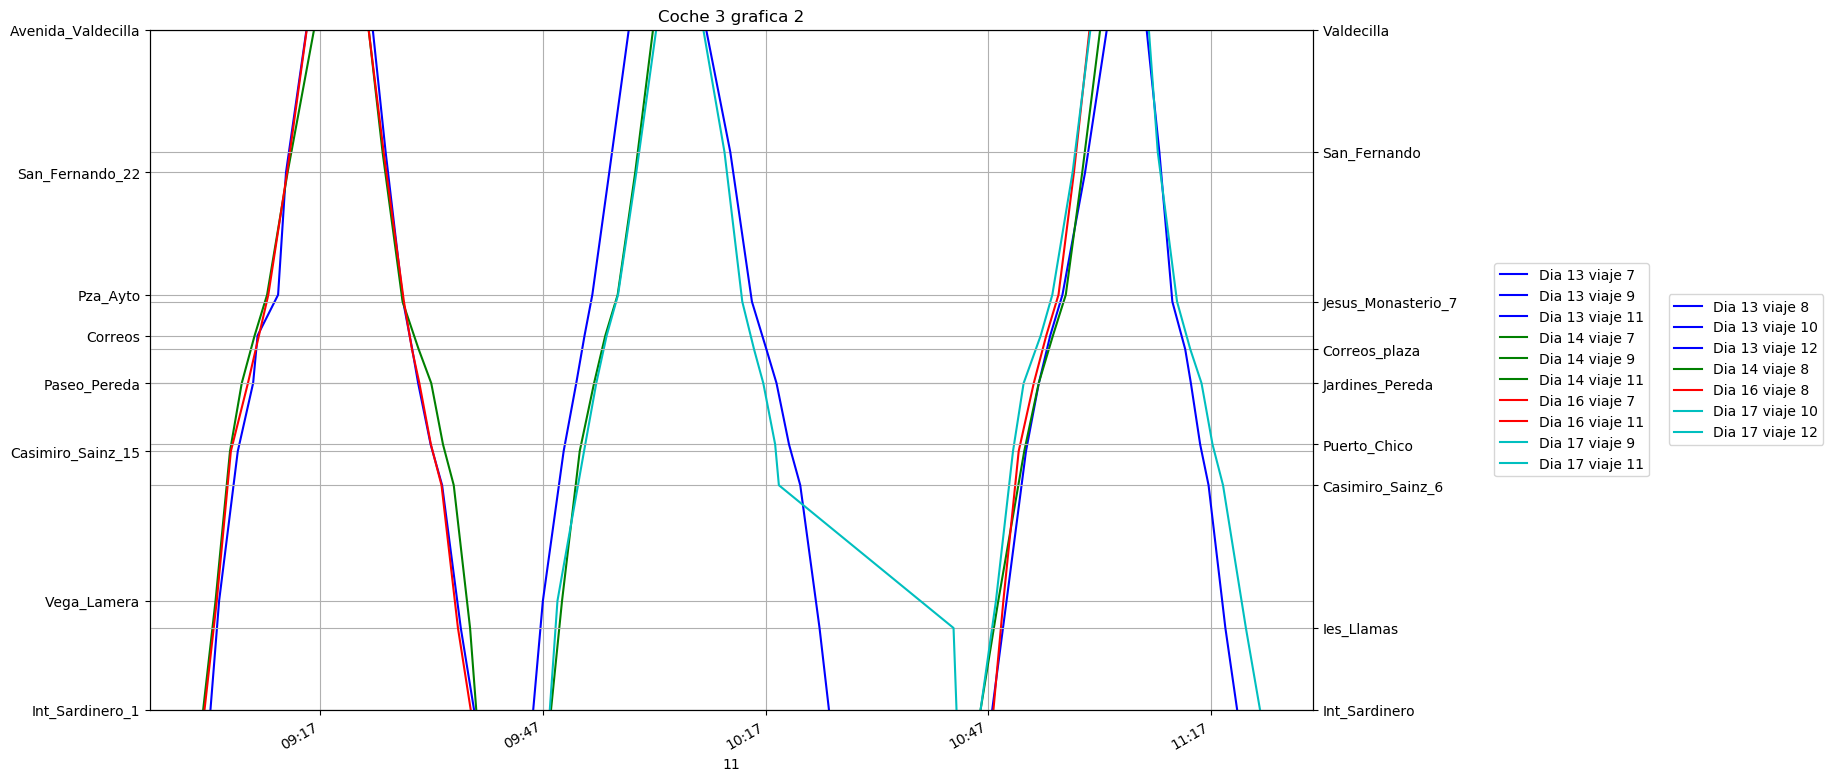 Coche 3 grafica 2
Avenida_Valdecilla
San_Fernando_22
Pza_Ayto
Correos
Paseo_Pereda
Casimiro_Sainz_15
Vega_Lamera
Int_Sardinero_1
Valdecilla
San_Fernando
Jesus_Monasterio_7
Correos_plaza
Jardines_Pereda
Puerto_Chico
Casimiro_Sainz_6
Ies_Llamas
Int_Sardinero
09:17
09:47
10:17
10:47
11:17
11
Dia 13 viaje 7
Dia 13 viaje 9
Dia 13 viaje 11
Dia 14 viaje 7
Dia 14 viaje 9
Dia 14 viaje 11
Dia 16 viaje 7
Dia 16 viaje 11
Dia 17 viaje 9
Dia 17 viaje 11
Dia 13 viaje 8
Dia 13 viaje 10
Dia 13 viaje 12
Dia 14 viaje 8
Dia 16 viaje 8
Dia 17 viaje 10
Dia 17 viaje 12